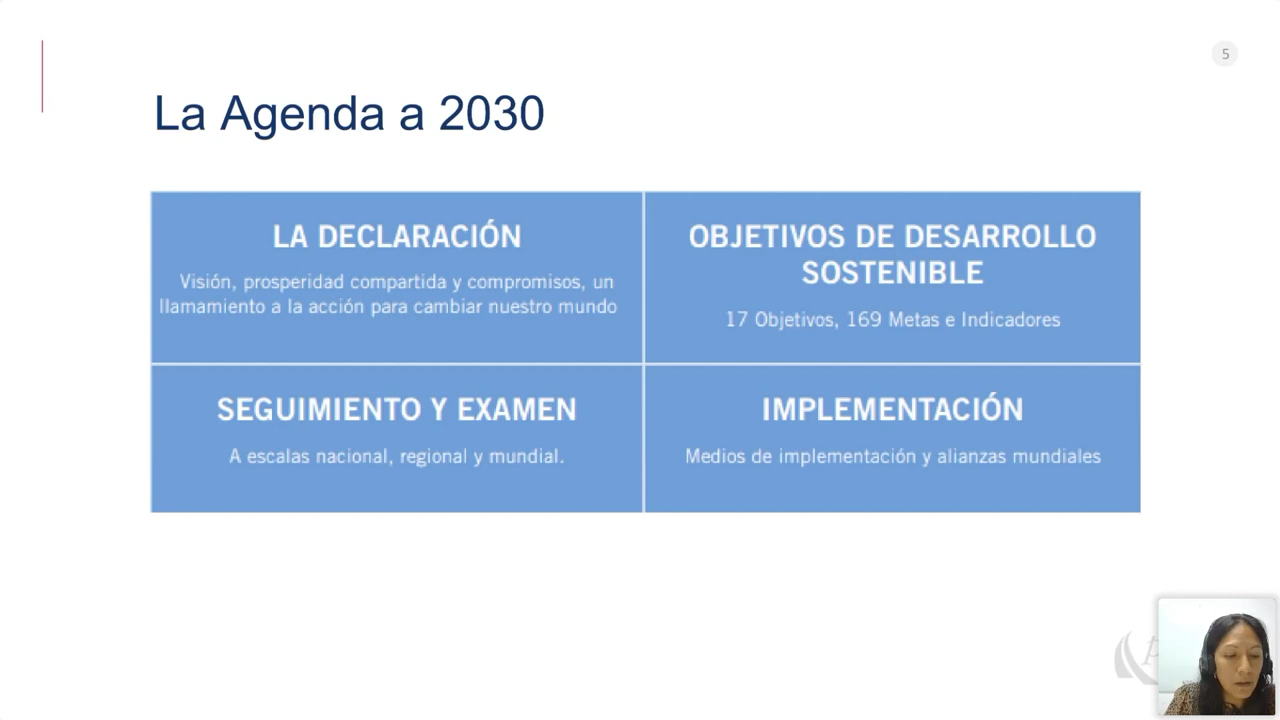 5
La Agenda a 2030
LA DECLARACIÓN
Visión, prosperidad compartida y compromisos, un
llamamiento a la acción para cambiar nuestro mundo
OBJETIVOS DE DESARROLLO
SOSTENIBLE
17 Objetivos, 169 Metas e Indicadores
SEGUIMIENTO Y EXAMEN
A escalas nacional, regional y mundial.
IMPLEMENTACIÓN
Medios de implementación y alianzas mundiales